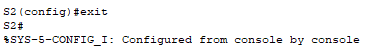 S2(config)#exit
S2#
%SYS-5-CONFIG_I: Configured from console by console